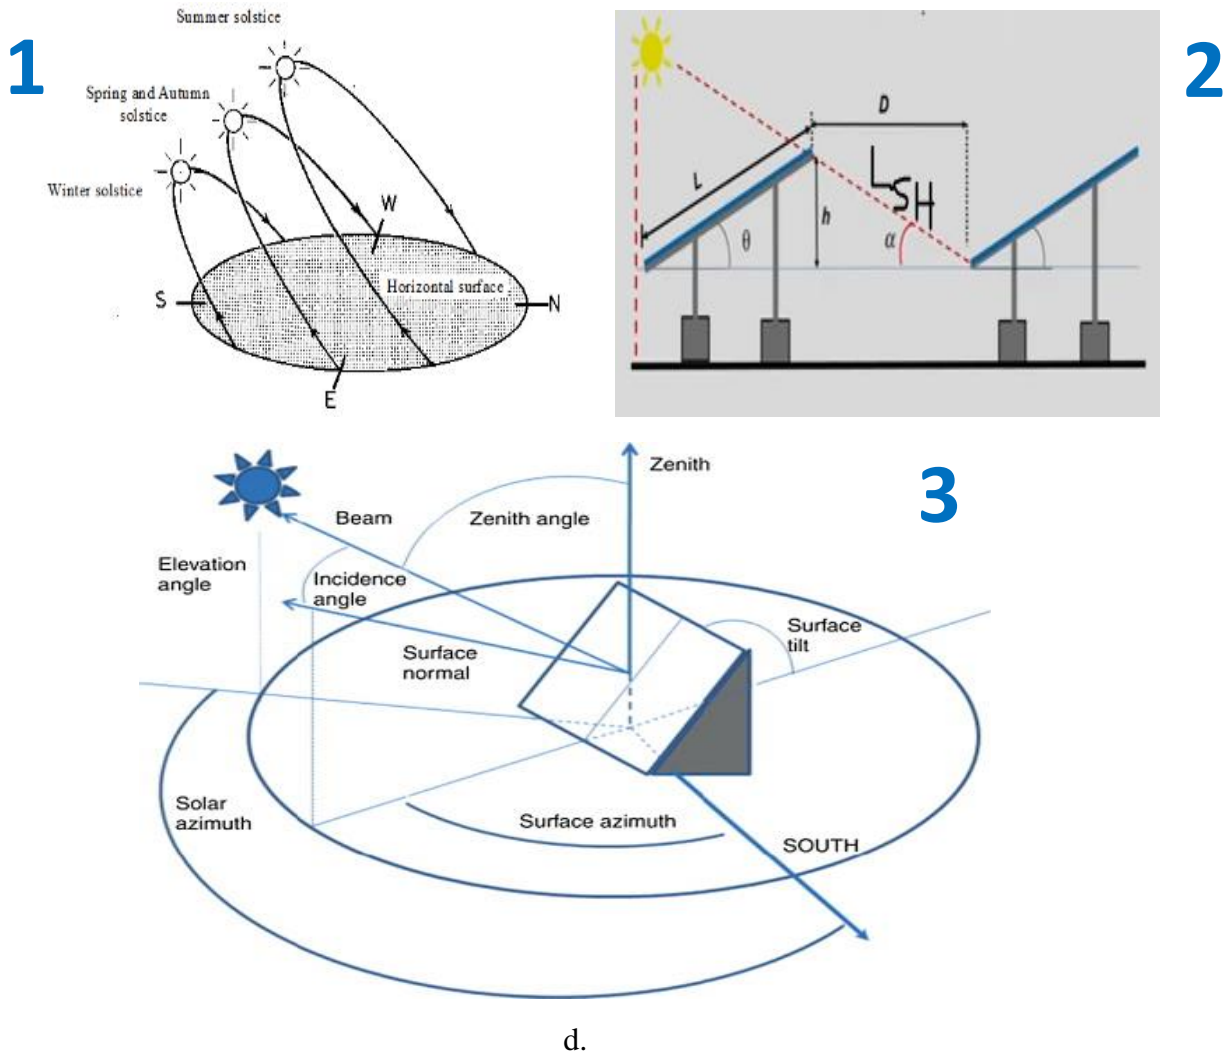 1
Summer solstice
Spring and Autumn
solstice
Winter solstice
W
S
Horizontal surface
N
E
2
D
L
LSH
h
θ
α
3
Zenith
Beam
Zenith angle
Elevation
angle
Incidence
angle
Surface
normal
Surface
tilt
Solar
azimuth
Surface azimuth
SOUTH
d.